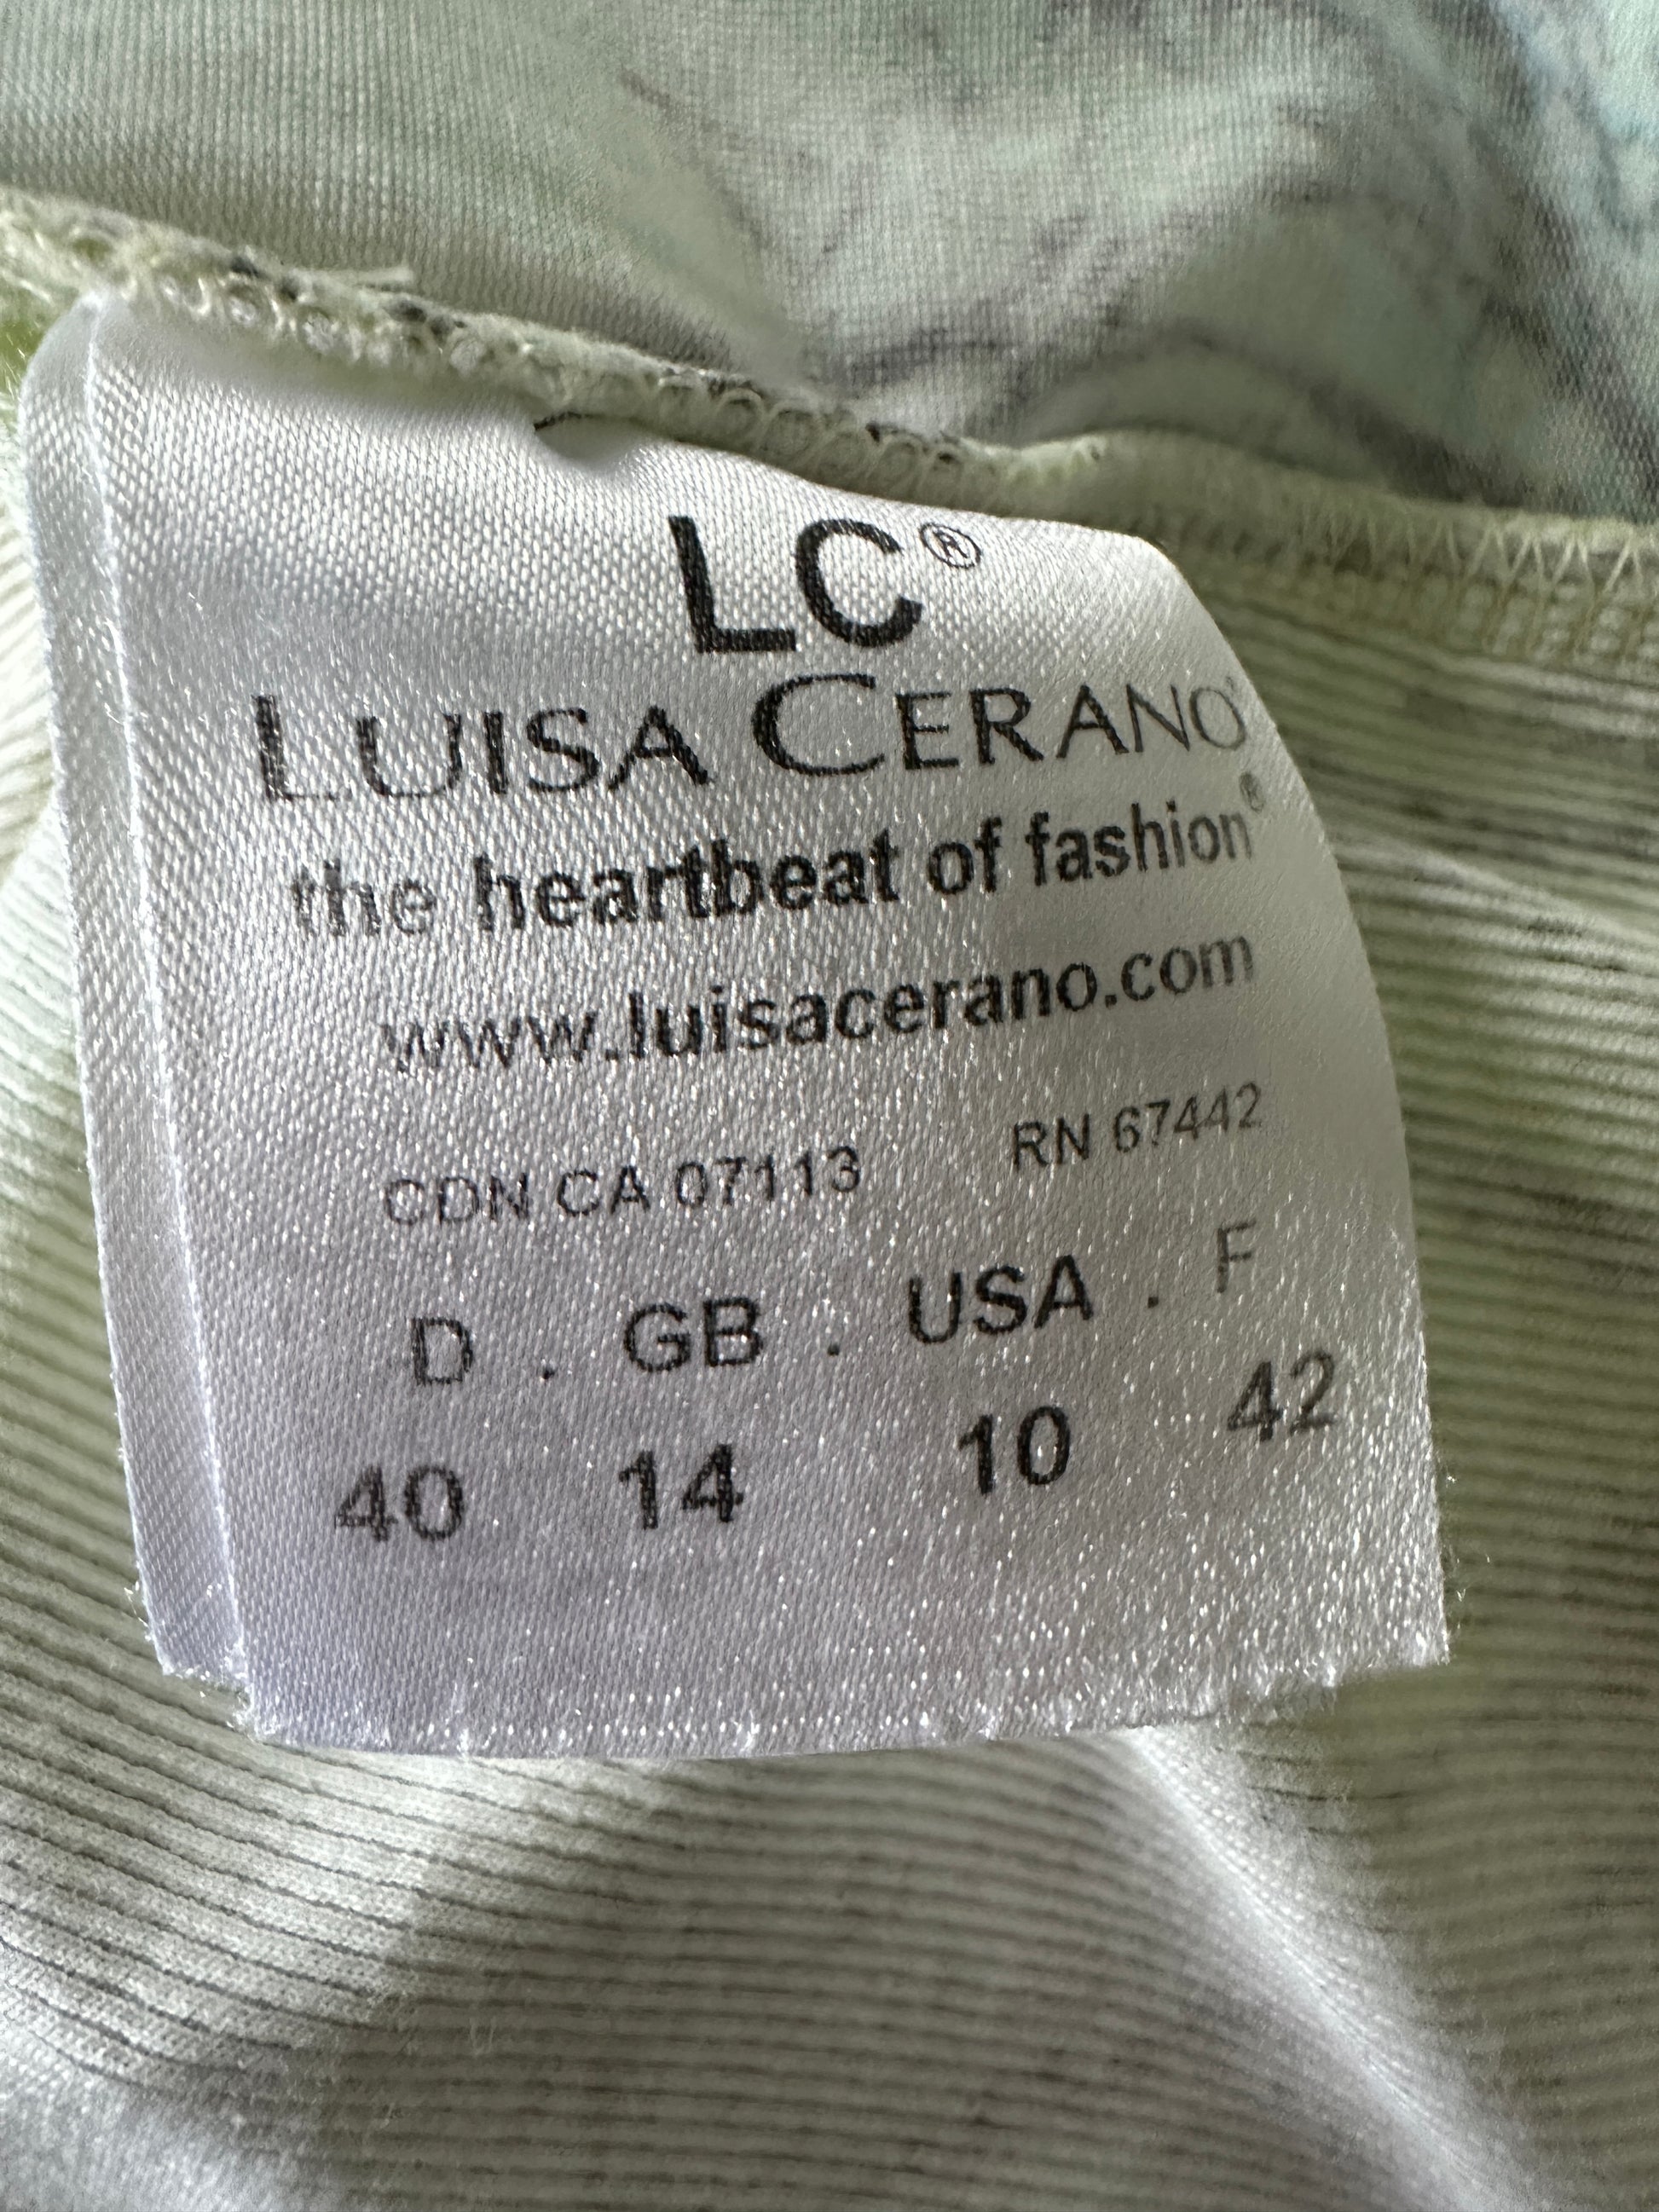 LC®
LUISA CERANO®
the heartbeat of fashion®
www.luisacerano.com
CDN CA 07113 RN 67442
D . GB . USA . F
40 14 10 42